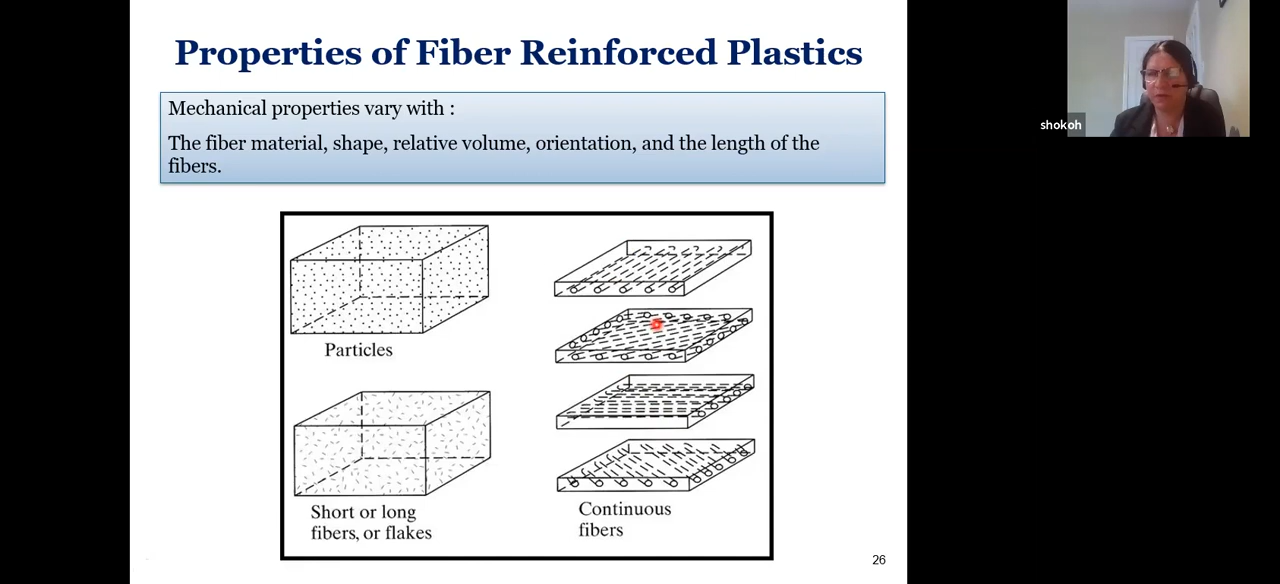 Properties of Fiber Reinforced Plastics
Mechanical properties vary with :
The fiber material, shape, relative volume, orientation, and the length of the
fibers.
Particles
Short or long
fibers, or flakes
Continuous
fibers
26
shokoh